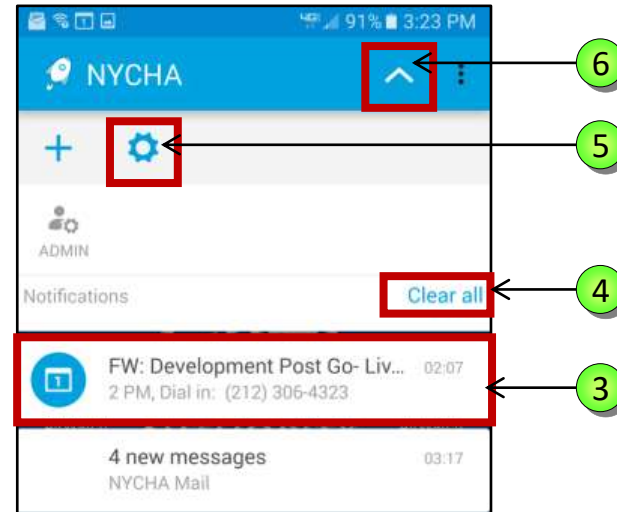 91% 3:23 PM
NYCHA
6
5
ADMIN
Notifications
Clear all
4
1
FW: Development Post Go- Liv...
02:07
2 PM, Dial in: (212) 306-4323
3
4 new messages
03:17
NYCHA Mail